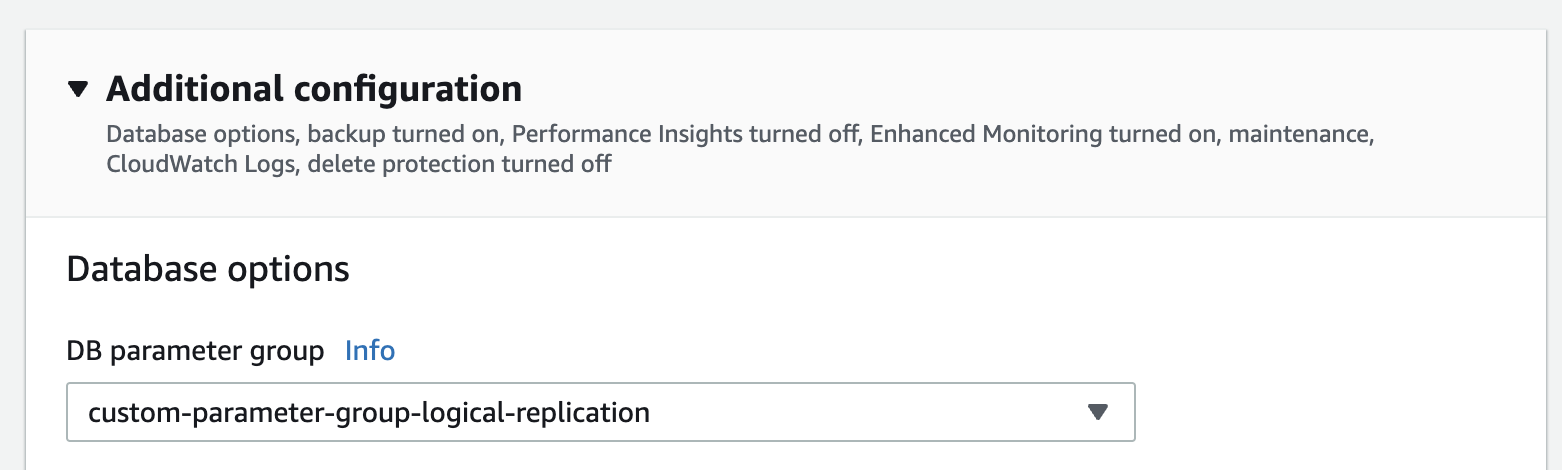 Additional configuration
Database options, backup turned on, Performance Insights turned off, Enhanced Monitoring turned on, maintenance,
CloudWatch Logs, delete protection turned off
Database options
DB parameter group Info
custom-parameter-group-logical-replication